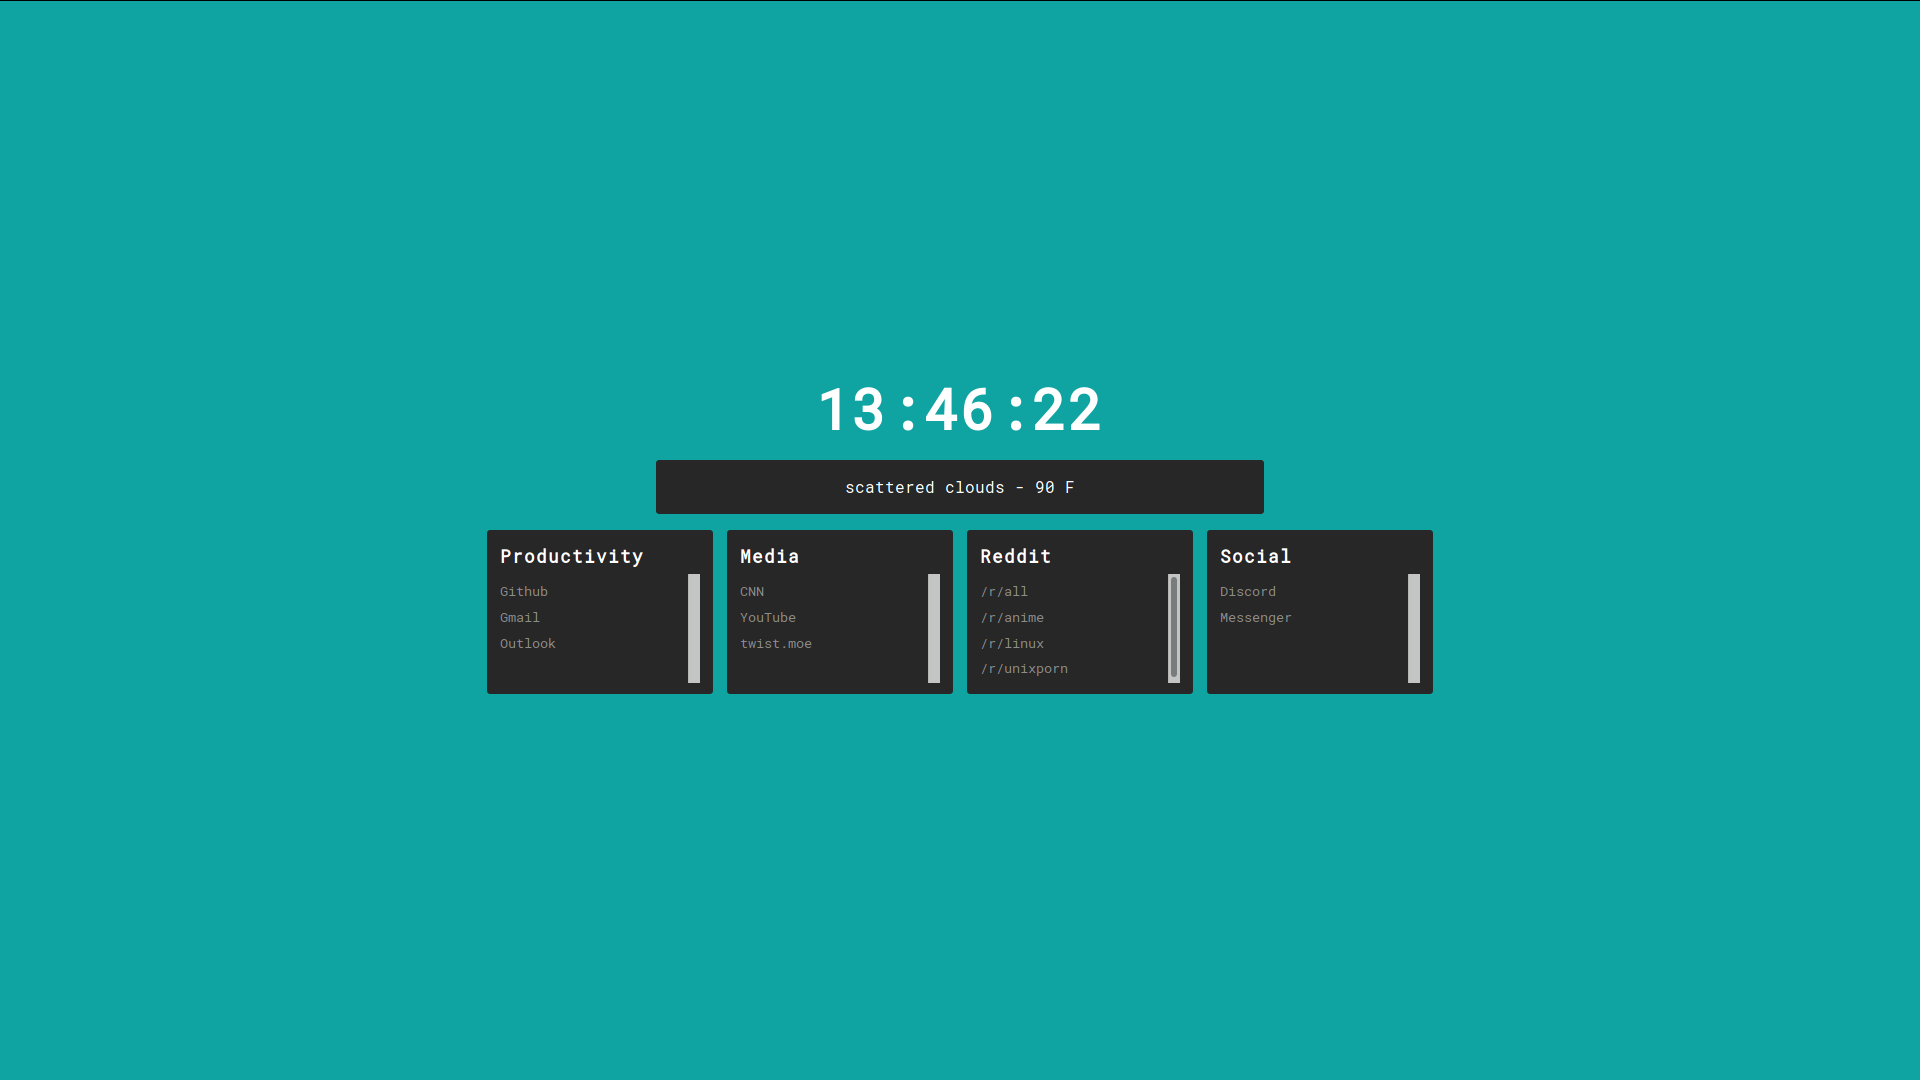 13 :46 :22
scattered clouds - 90 F
Productivity
Github
Gmail
Outlook
Media
CNN
YouTube
twist.moe
Reddit
/r/all
/r/anime
/r/linux
/r/unixporn
Social
Discord
Messenger